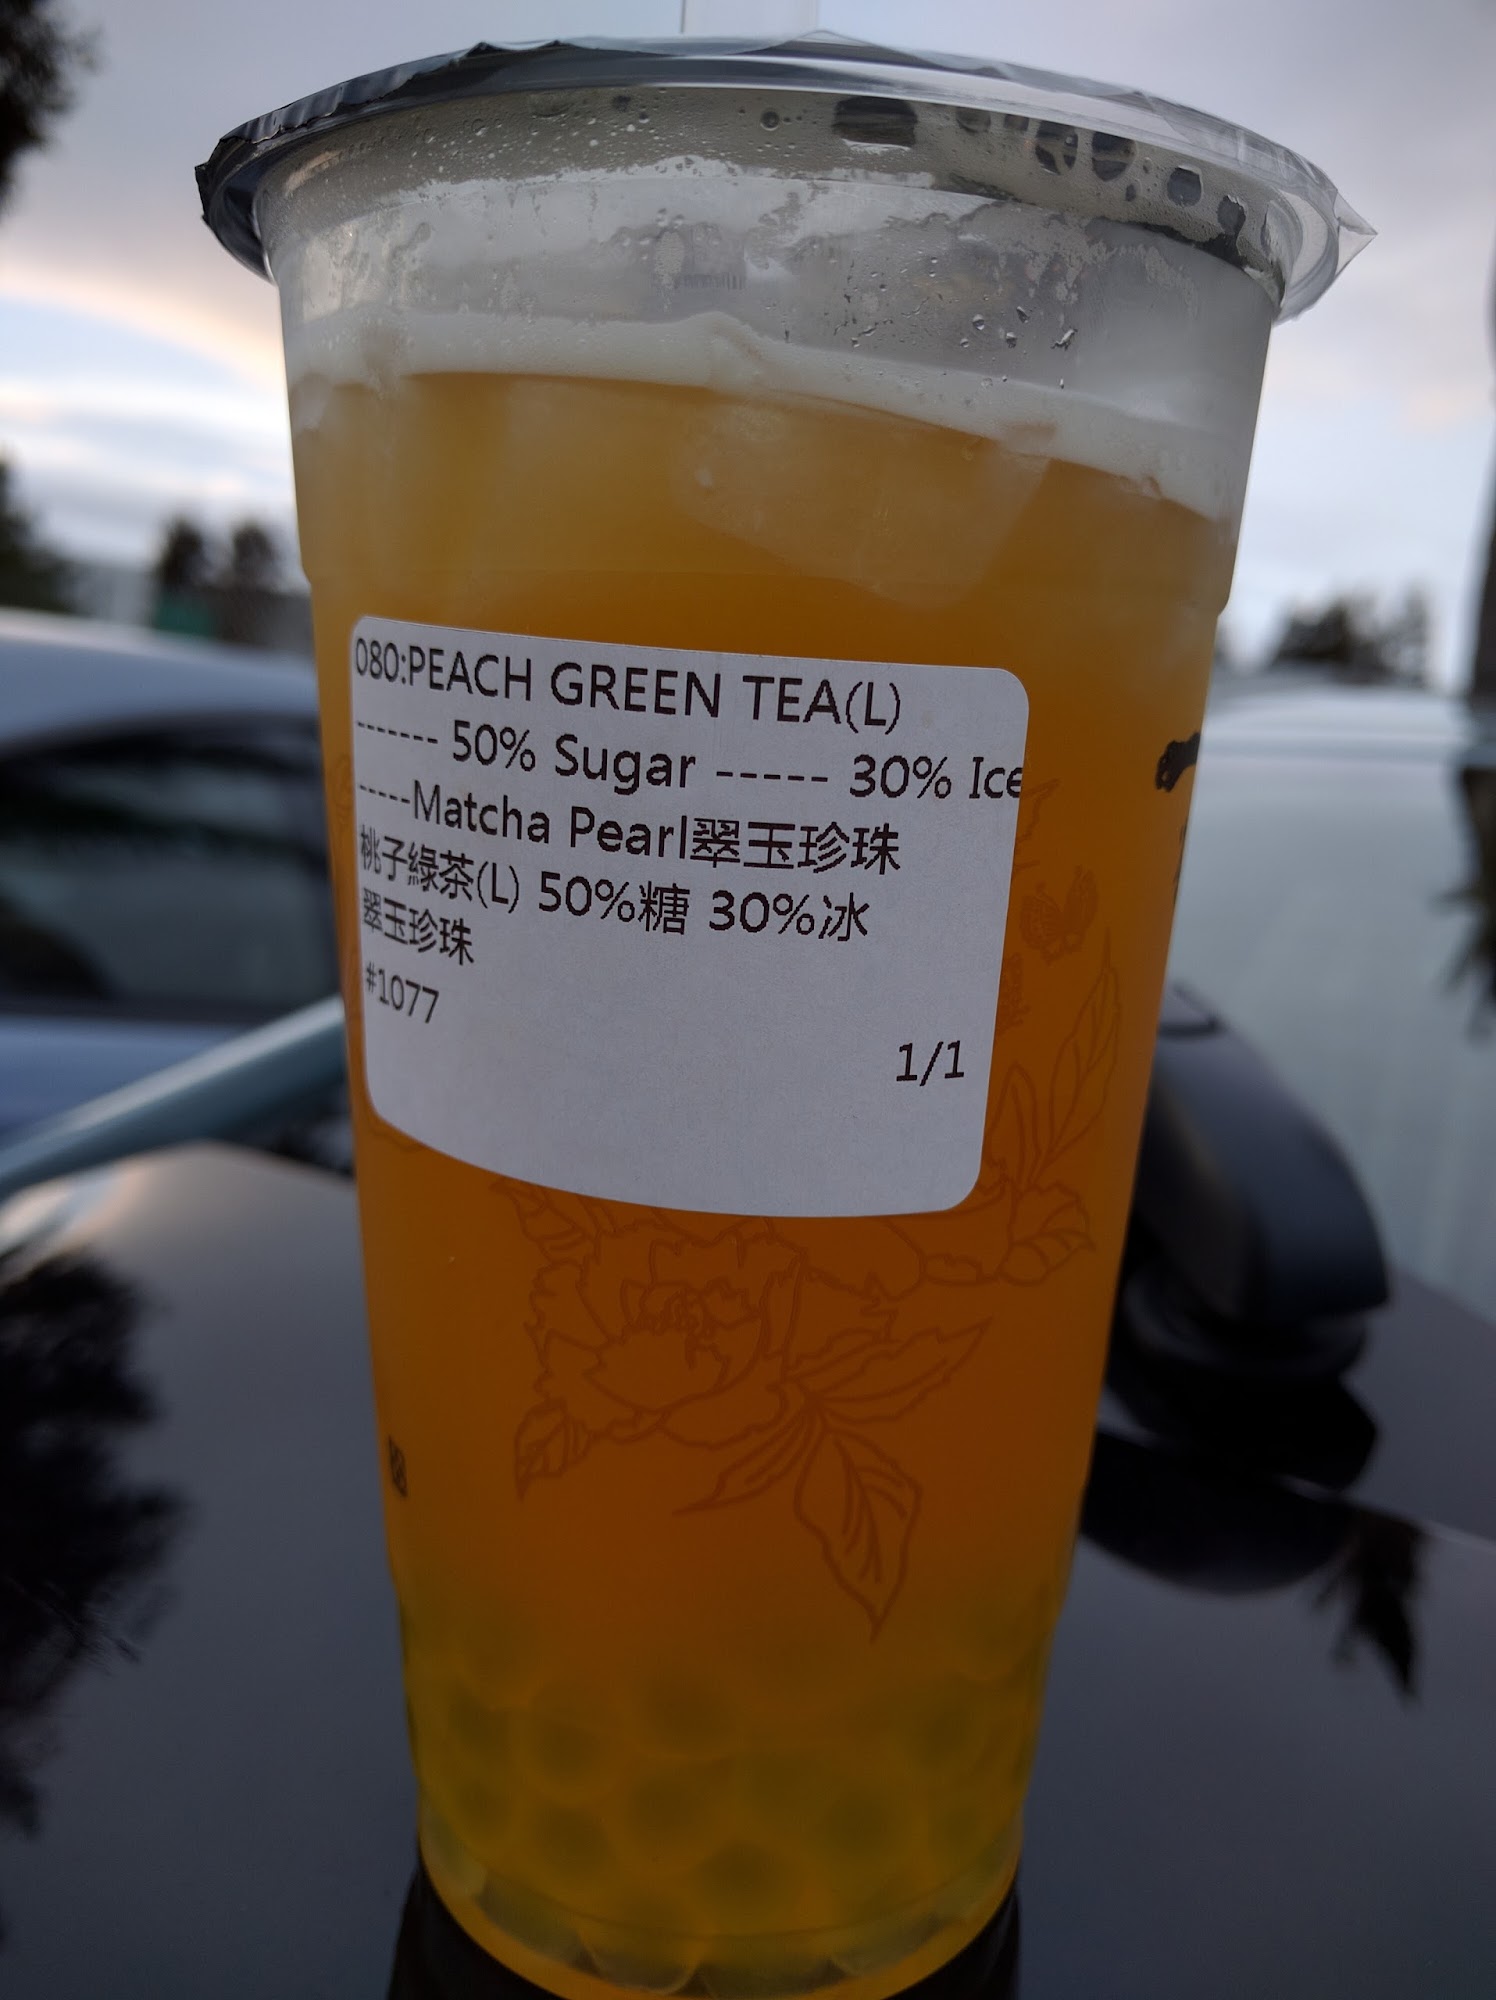 080:PEACH GREEN TEA(L)
------- 50% Sugar ----- 30% Ice
-----Matcha Pearl翠玉珍珠
桃子綠茶(L) 50%糖 30%冰
翠玉珍珠
#1077
1/1